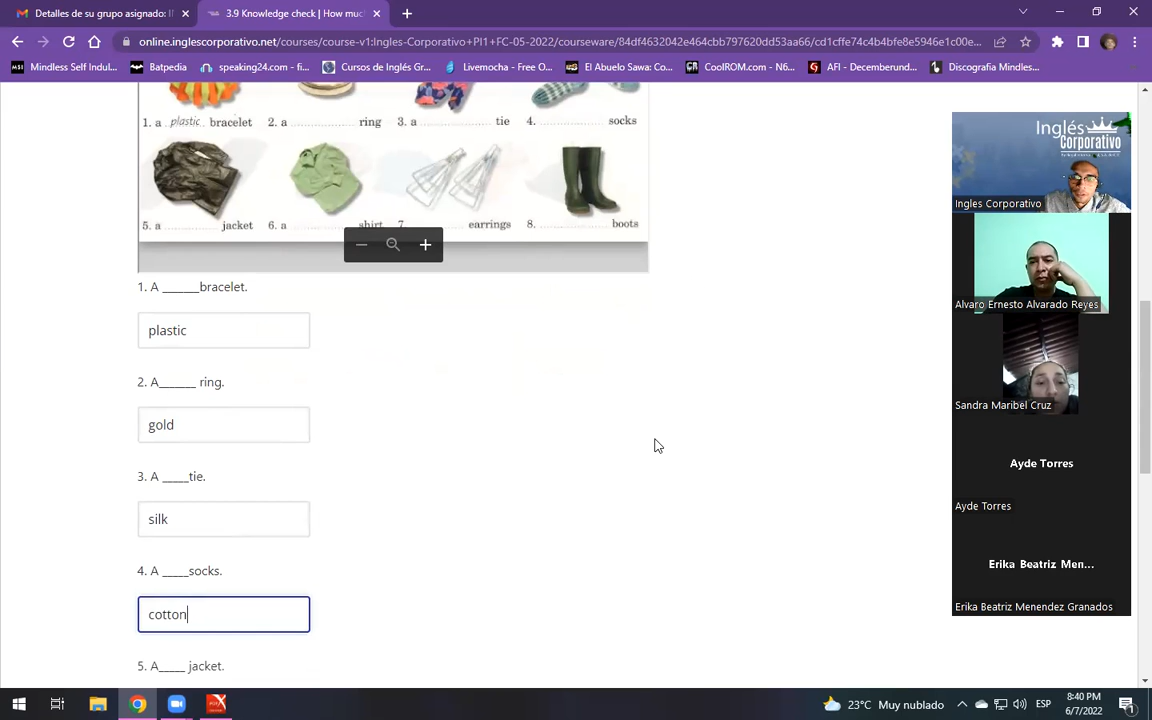 Detalles de su grupo asignado: I
3.9 Knowledge check | How muc
online.inglescorporativo.net/courses/course-v1:Ingles-Corporativo+PI1+FC-05-2022/courseware/84df4632042e464cbb797620dd53aa66/cd1cffe74c4b4bfe8e5946e1c00e...
Mindless Self Indul...
Batpedia
speaking24.com - fi...
Cursos de Inglés Gr...
Livemocha - Free O...
El Abuelo Sawa: Co...
CoolROM.com - N6...
AFI - Decemberund...
Discografia Mindles...
1. a plastic bracelet 2. a ring 3. a tie 4. socks
5. a jacket 6. a shirt 7. earrings 8. boots
1. A _______bracelet.
plastic
2. A_______ ring.
gold
3. A _____tie.
silk
4. A _____socks.
cotton
5. A_____ jacket.
Inglés
Corporativo
Ingles Corporativo
Alvaro Ernesto Alvarado Reyes
Sandra Maribel Cruz
Ayde Torres
Ayde Torres
Erika Beatriz Men...
Erika Beatriz Menendez Granados
23°C Muy nublado
ESP
8:40 PM
6/7/2022
1